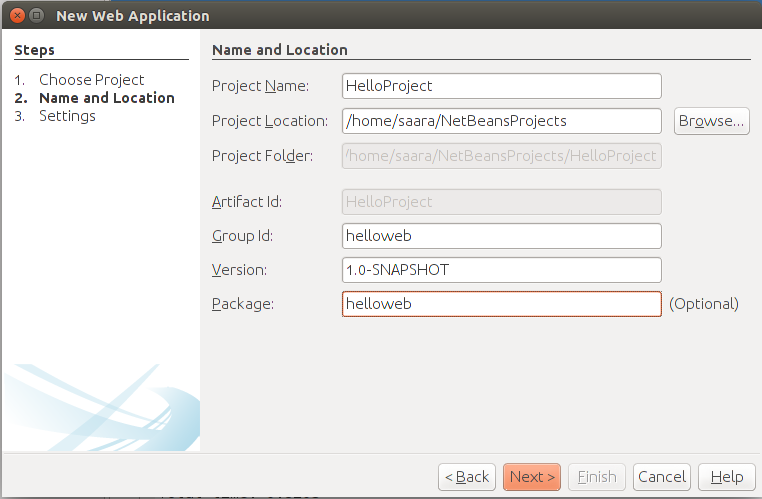 New Web Application
Steps
1. Choose Project
2. Name and Location
3. Settings
Name and Location
Project Name: HelloProject
Project Location: /home/saara/NetBeansProjects Browse...
Project Folder: /home/saara/NetBeansProjects/HelloProject
Artifact Id: HelloProject
Group Id: helloweb
Version: 1.0-SNAPSHOT
Package: helloweb (Optional)
< Back Next > Finish Cancel Help